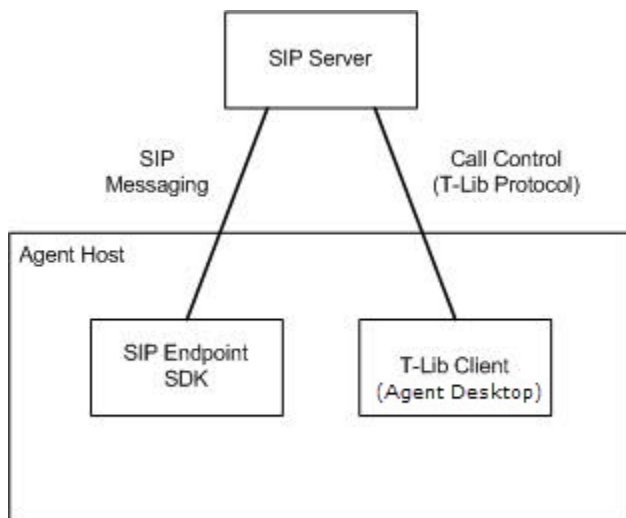 SIP Server
SIP
Messaging
Call Control
(T-Lib Protocol)
Agent Host
SIP Endpoint
SDK
T-Lib Client
(Agent Desktop)